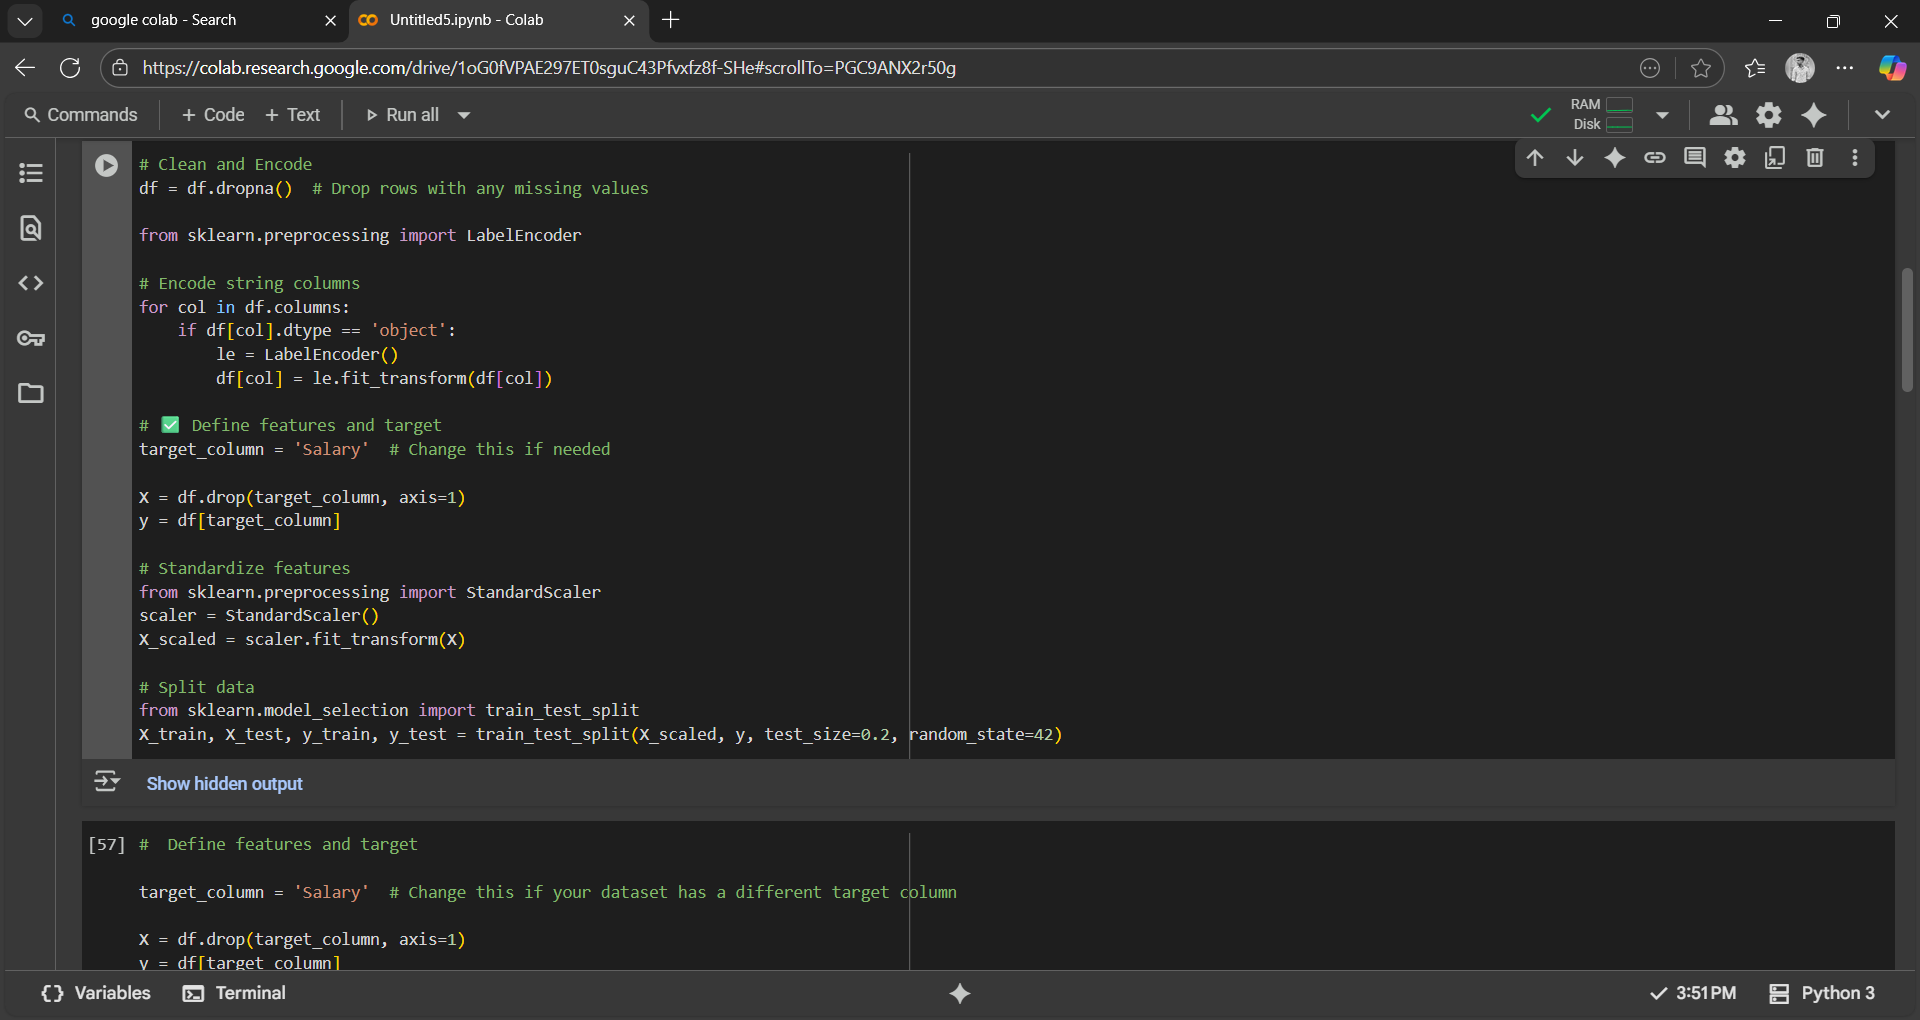 google colab - Search
Untitled5.ipynb - Colab
https://colab.research.google.com/drive/1oG0fVPAE297ET0sguC43Pfvxfz8f-SHe#scrollTo=PGC9ANX2r50g
Commands
+ Code
+ Text
Run all
RAM
Disk
# Clean and Encode
df = df.dropna()  # Drop rows with any missing values
from sklearn.preprocessing import LabelEncoder
# Encode string columns
for col in df.columns:
    if df[col].dtype == 'object':
        le = LabelEncoder()
        df[col] = le.fit_transform(df[col])
# ✅ Define features and target
target_column = 'Salary'  # Change this if needed
X = df.drop(target_column, axis=1)
y = df[target_column]
# Standardize features
from sklearn.preprocessing import StandardScaler
scaler = StandardScaler()
X_scaled = scaler.fit_transform(X)
# Split data
from sklearn.model_selection import train_test_split
X_train, X_test, y_train, y_test = train_test_split(X_scaled, y, test_size=0.2, random_state=42)
Show hidden output
[57] #  Define features and target
target_column = 'Salary'  # Change this if your dataset has a different target column
X = df.drop(target_column, axis=1)
y = df[target_column]
{} Variables
Terminal
3:51 PM
Python 3